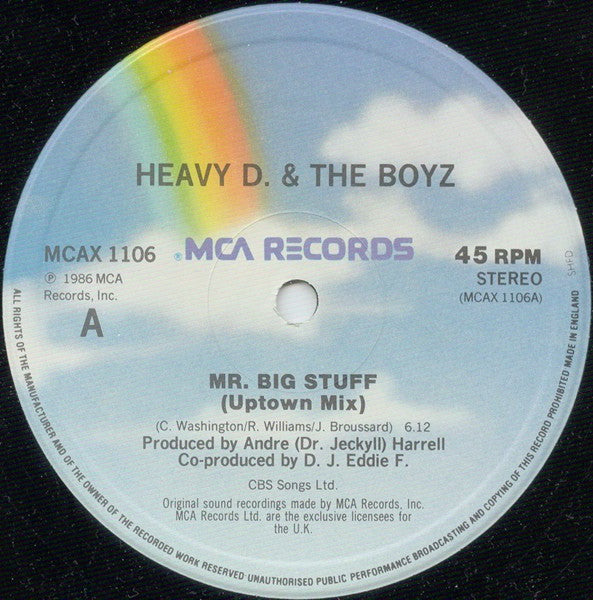 HEAVY D. & THE BOYZ
MCAX 1106
® MCA RECORDS
45 RPM
℗ 1986 MCA
Records, Inc.
STEREO
(MCAX 1106A)
A
MR. BIG STUFF
(Uptown Mix)
(C. Washington/R. Williams/J. Broussard) 6.12
Produced by Andre (Dr. Jeckyll) Harrell
Co-produced by D. J. Eddie F.
CBS Songs Ltd.
Original sound recordings made by MCA Records, Inc.
MCA Records Ltd. are the exclusive licensees for
the U.K.
ALL RIGHTS OF THE MANUFACTURER AND OF THE OWNER OF THE RECORDED WORK RESERVED UNAUTHORISED PUBLIC PERFORMANCE BROADCASTING AND COPYING OF THIS RECORD PROHIBITED MADE IN ENGLAND